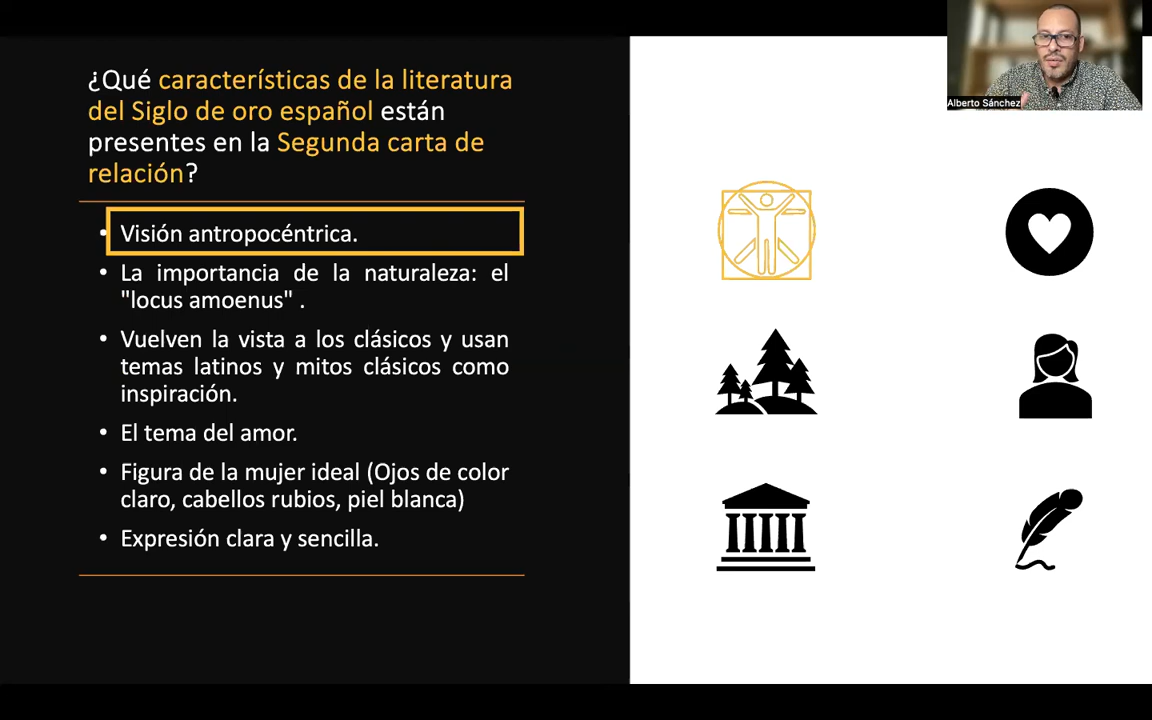 ¿Qué características de la literatura
del Siglo de oro español están
presentes en la Segunda carta de
relación?
• Visión antropocéntrica.
• La importancia de la naturaleza: el
"locus amoenus" .
• Vuelven la vista a los clásicos y usan
temas latinos y mitos clásicos como
inspiración.
• El tema del amor.
• Figura de la mujer ideal (Ojos de color
claro, cabellos rubios, piel blanca)
• Expresión clara y sencilla.
Alberto Sánchez